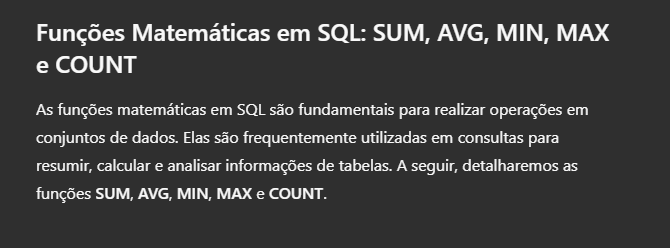 Funções Matemáticas em SQL: SUM, AVG, MIN, MAX
e COUNT
As funções matemáticas em SQL são fundamentais para realizar operações em
conjuntos de dados. Elas são frequentemente utilizadas em consultas para
resumir, calcular e analisar informações de tabelas. A seguir, detalharemos as
funções SUM, AVG, MIN, MAX e COUNT.